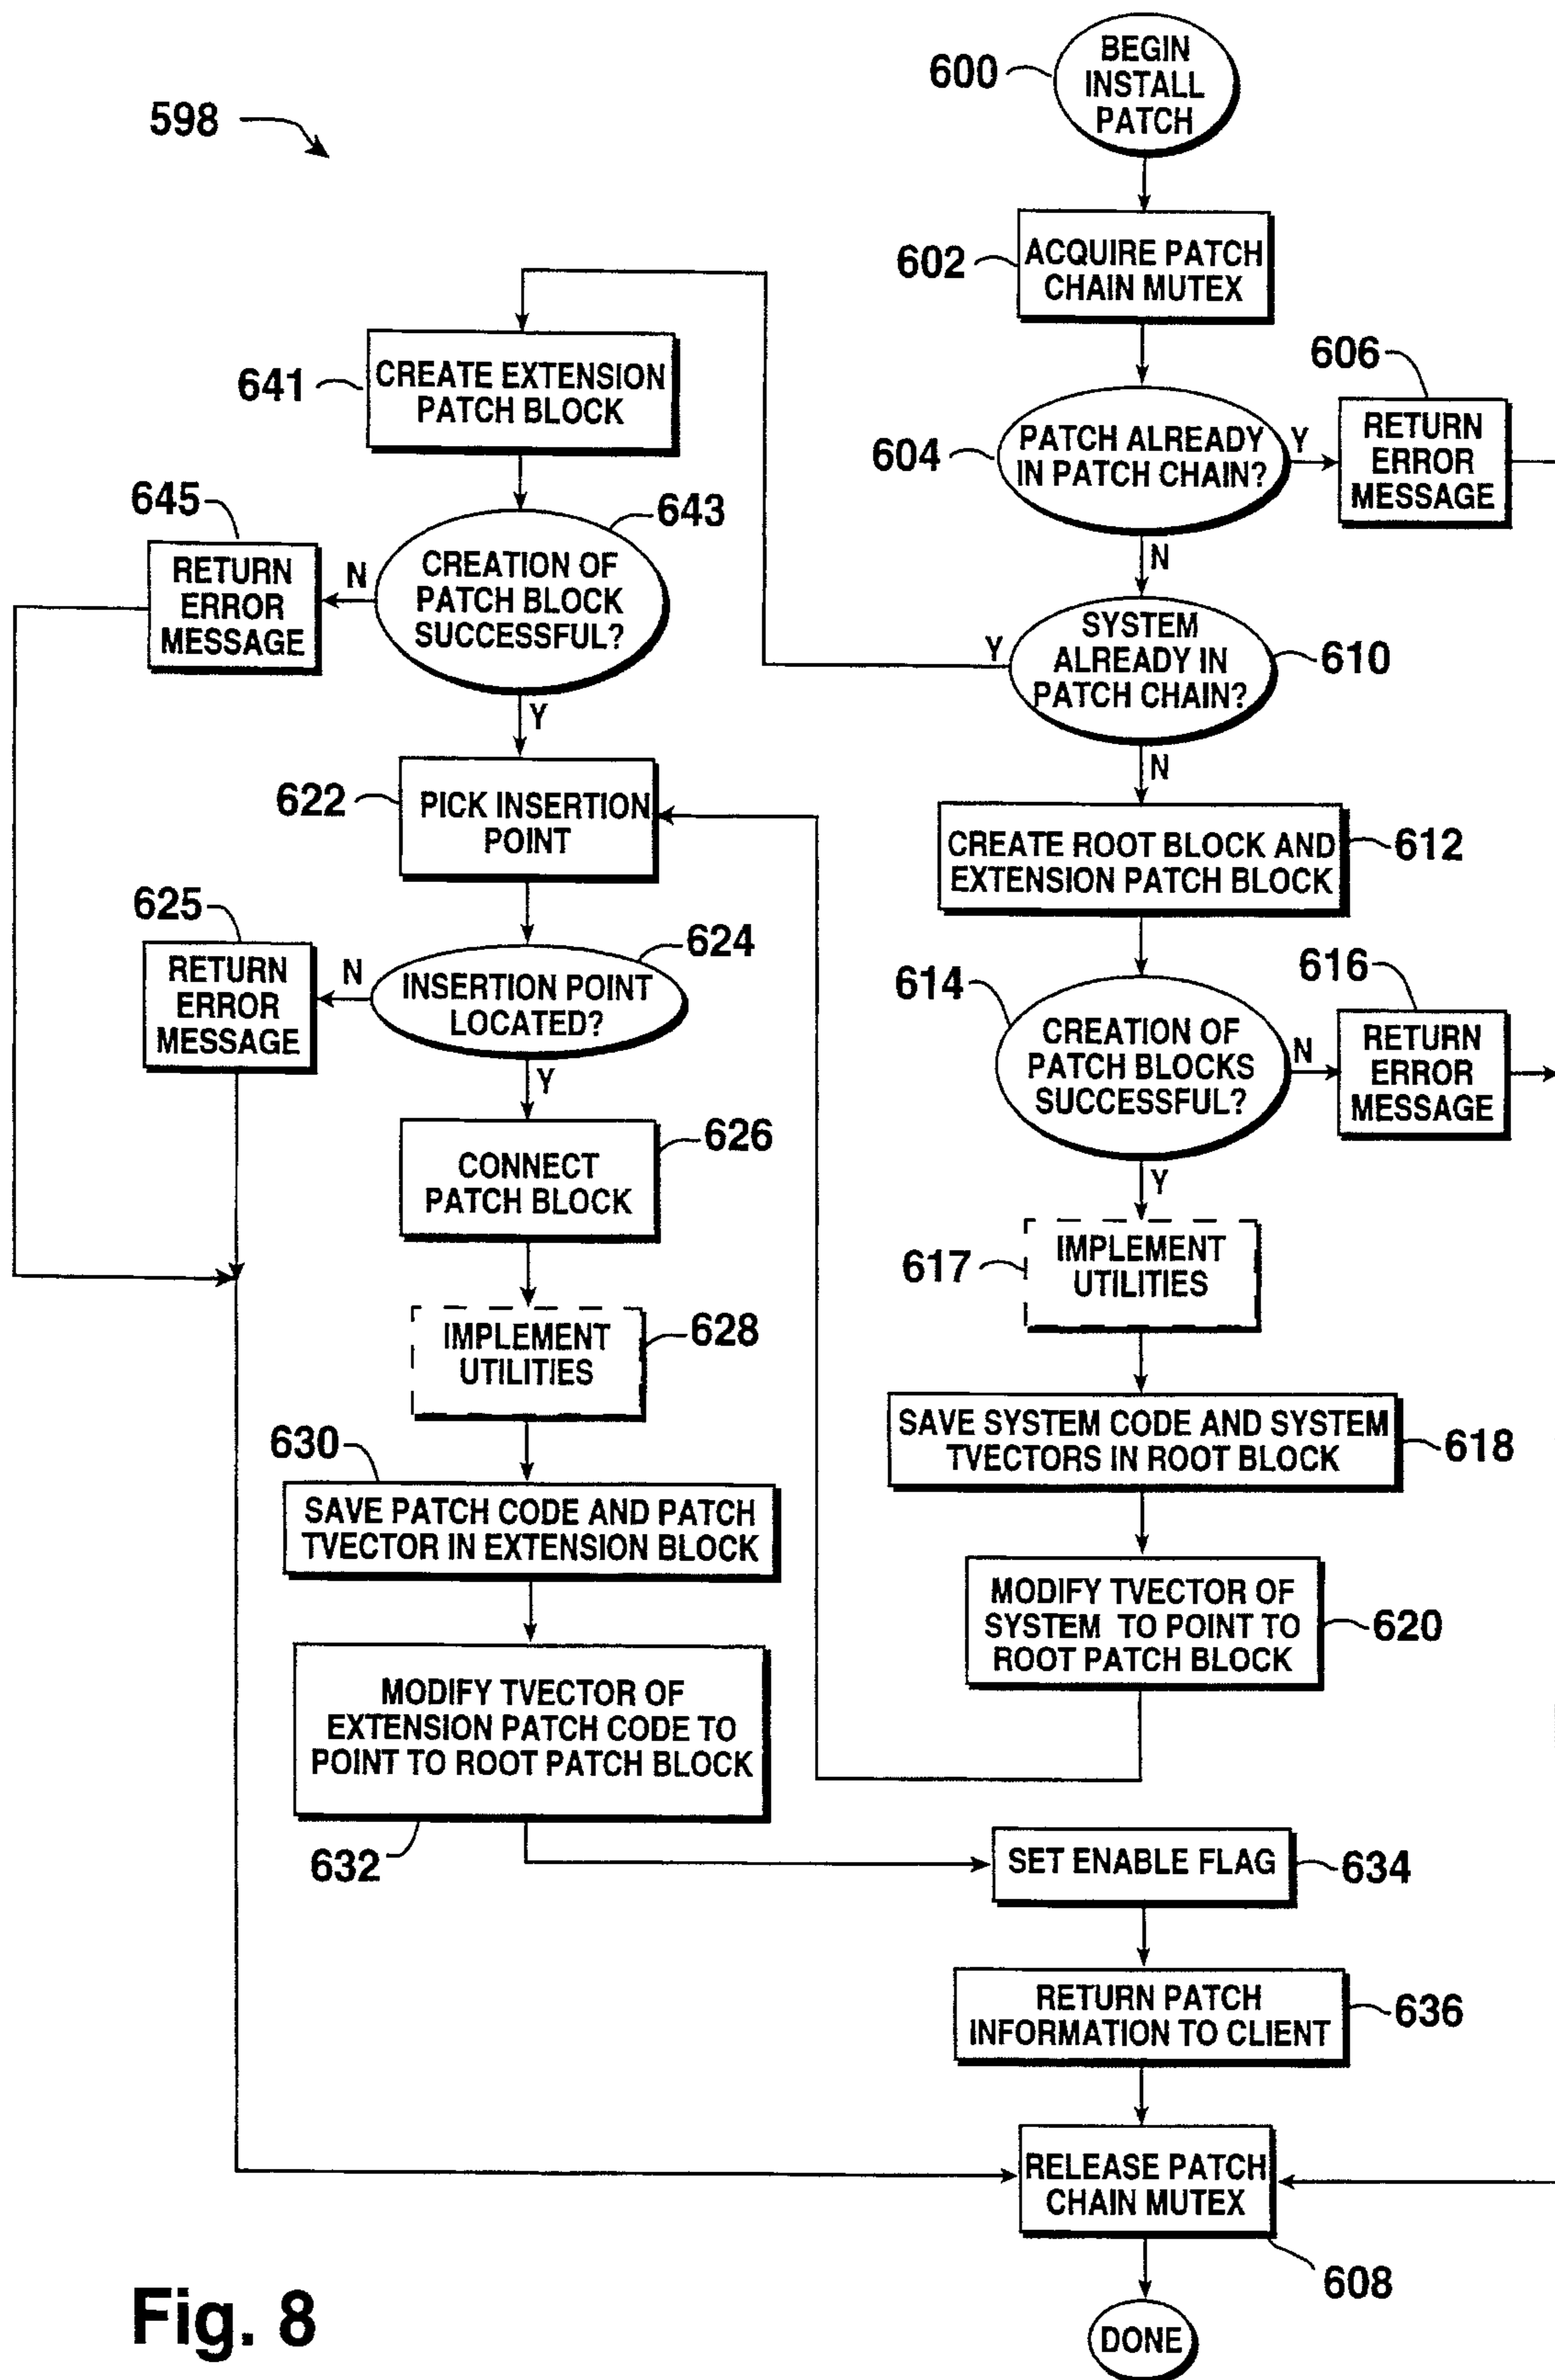 598
600
BEGIN
INSTALL
PATCH
602
ACQUIRE PATCH
CHAIN MUTEX
604
PATCH ALREADY
IN PATCH CHAIN?
Y
606
RETURN
ERROR
MESSAGE
N
SYSTEM
ALREADY IN
PATCH CHAIN?
610
Y
N
CREATE ROOT BLOCK AND
EXTENSION PATCH BLOCK
612
614
CREATION OF
PATCH BLOCKS
SUCCESSFUL?
N
616
RETURN
ERROR
MESSAGE
Y
617
IMPLEMENT
UTILITIES
SAVE SYSTEM CODE AND SYSTEM
TVECTORS IN ROOT BLOCK
618
MODIFY TVECTOR OF
SYSTEM TO POINT TO
ROOT PATCH BLOCK
620
641
CREATE EXTENSION
PATCH BLOCK
643
CREATION OF
PATCH BLOCK
SUCCESSFUL?
N
645
RETURN
ERROR
MESSAGE
Y
622
PICK INSERTION
POINT
624
INSERTION POINT
LOCATED?
N
625
RETURN
ERROR
MESSAGE
Y
626
CONNECT
PATCH BLOCK
IMPLEMENT
UTILITIES
628
630
SAVE PATCH CODE AND PATCH
TVECTOR IN EXTENSION BLOCK
MODIFY TVECTOR OF
EXTENSION PATCH CODE TO
POINT TO ROOT PATCH BLOCK
632
SET ENABLE FLAG
634
RETURN PATCH
INFORMATION TO CLIENT
636
RELEASE PATCH
CHAIN MUTEX
608
DONE
Fig. 8